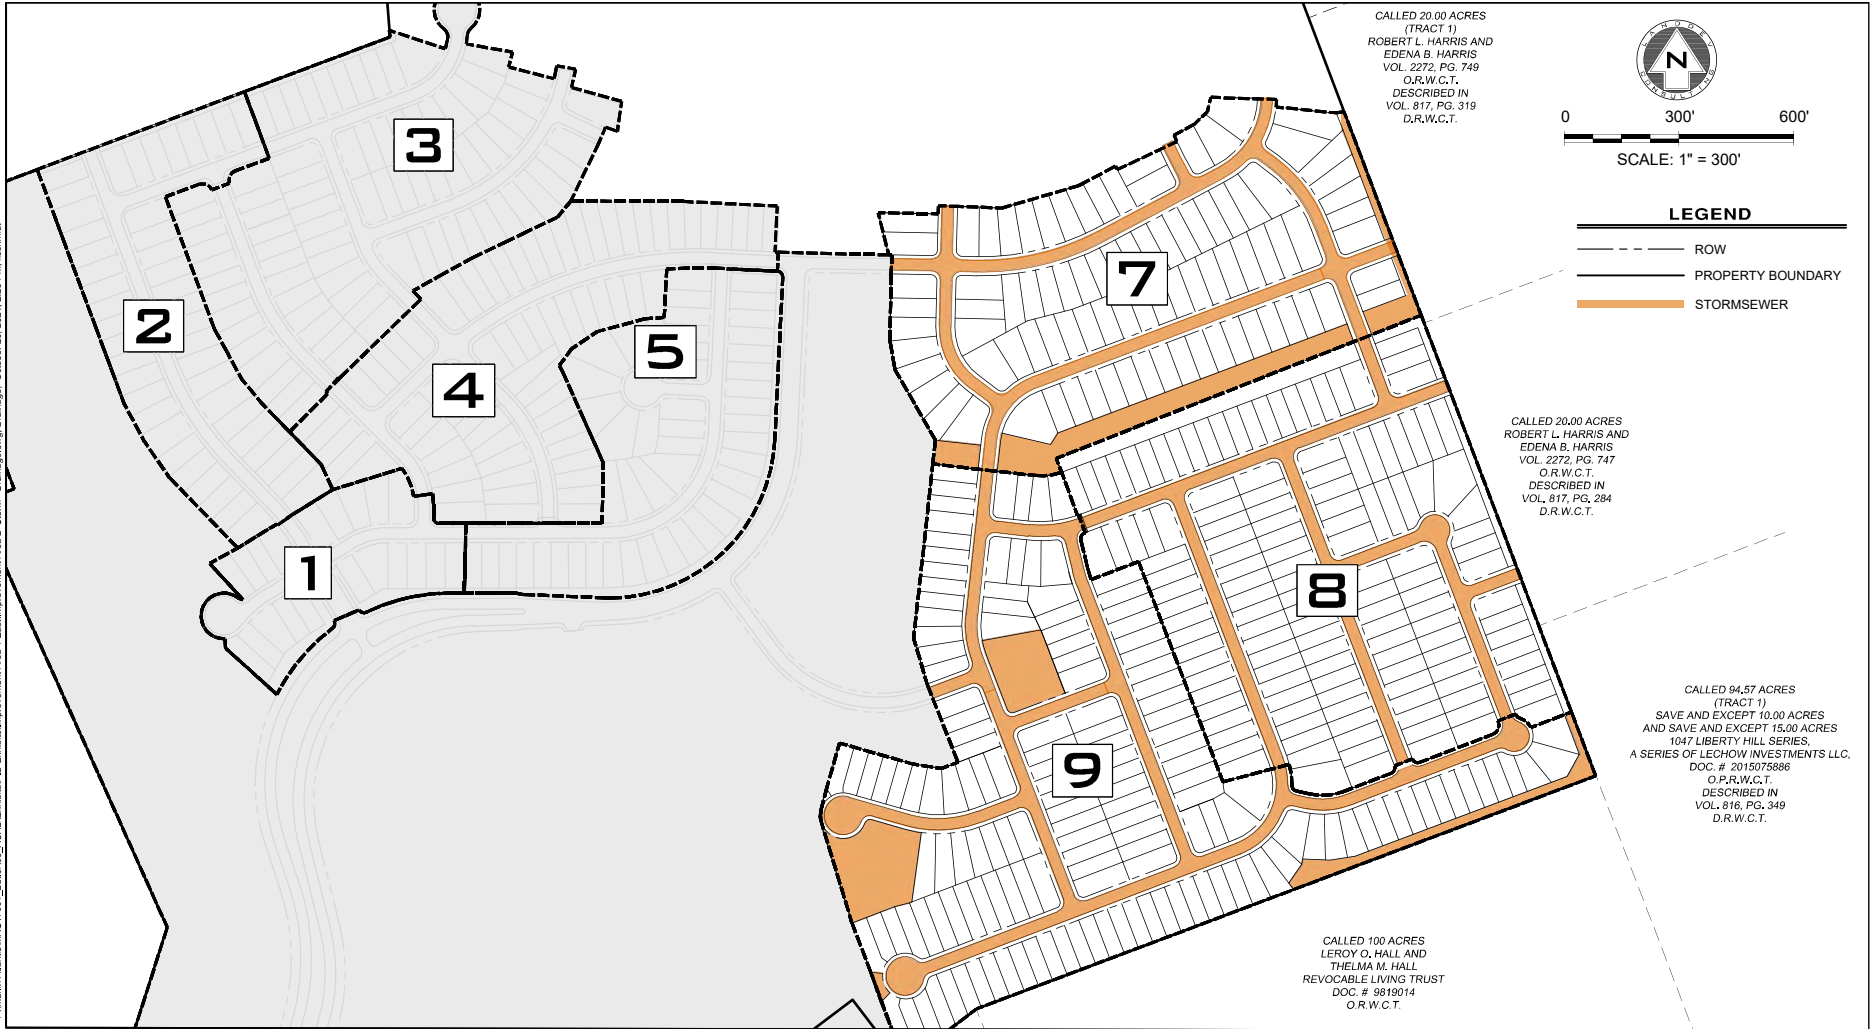 CALLED 20.00 ACRES
(TRACT 1)
ROBERT L. HARRIS AND
EDENA B. HARRIS
VOL. 2272, PG. 749
O.R.W.C.T.
DESCRIBED IN
VOL. 817, PG. 319
D.R.W.C.T.
LANDDEV
CONSULTING
N
0 300' 600'
SCALE: 1" = 300'
LEGEND
ROW
PROPERTY BOUNDARY
STORMSEWER
3
2
7
5
4
1
8
9
CALLED 20.00 ACRES
ROBERT L. HARRIS AND
EDENA B. HARRIS
VOL. 2272, PG. 747
O.R.W.C.T.
DESCRIBED IN
VOL. 817, PG. 284
D.R.W.C.T.
CALLED 94.57 ACRES
(TRACT 1)
SAVE AND EXCEPT 10.00 ACRES
AND SAVE AND EXCEPT 15.00 ACRES
1047 LIBERTY HILL SERIES,
A SERIES OF LECHOW INVESTMENTS LLC,
DOC. # 2015075886
O.P.R.W.C.T.
DESCRIBED IN
VOL. 816, PG. 349
D.R.W.C.T.
CALLED 100 ACRES
LEROY O. HALL AND
THELMA M. HALL
REVOCABLE LIVING TRUST
DOC. # 9819014
O.R.W.C.T.